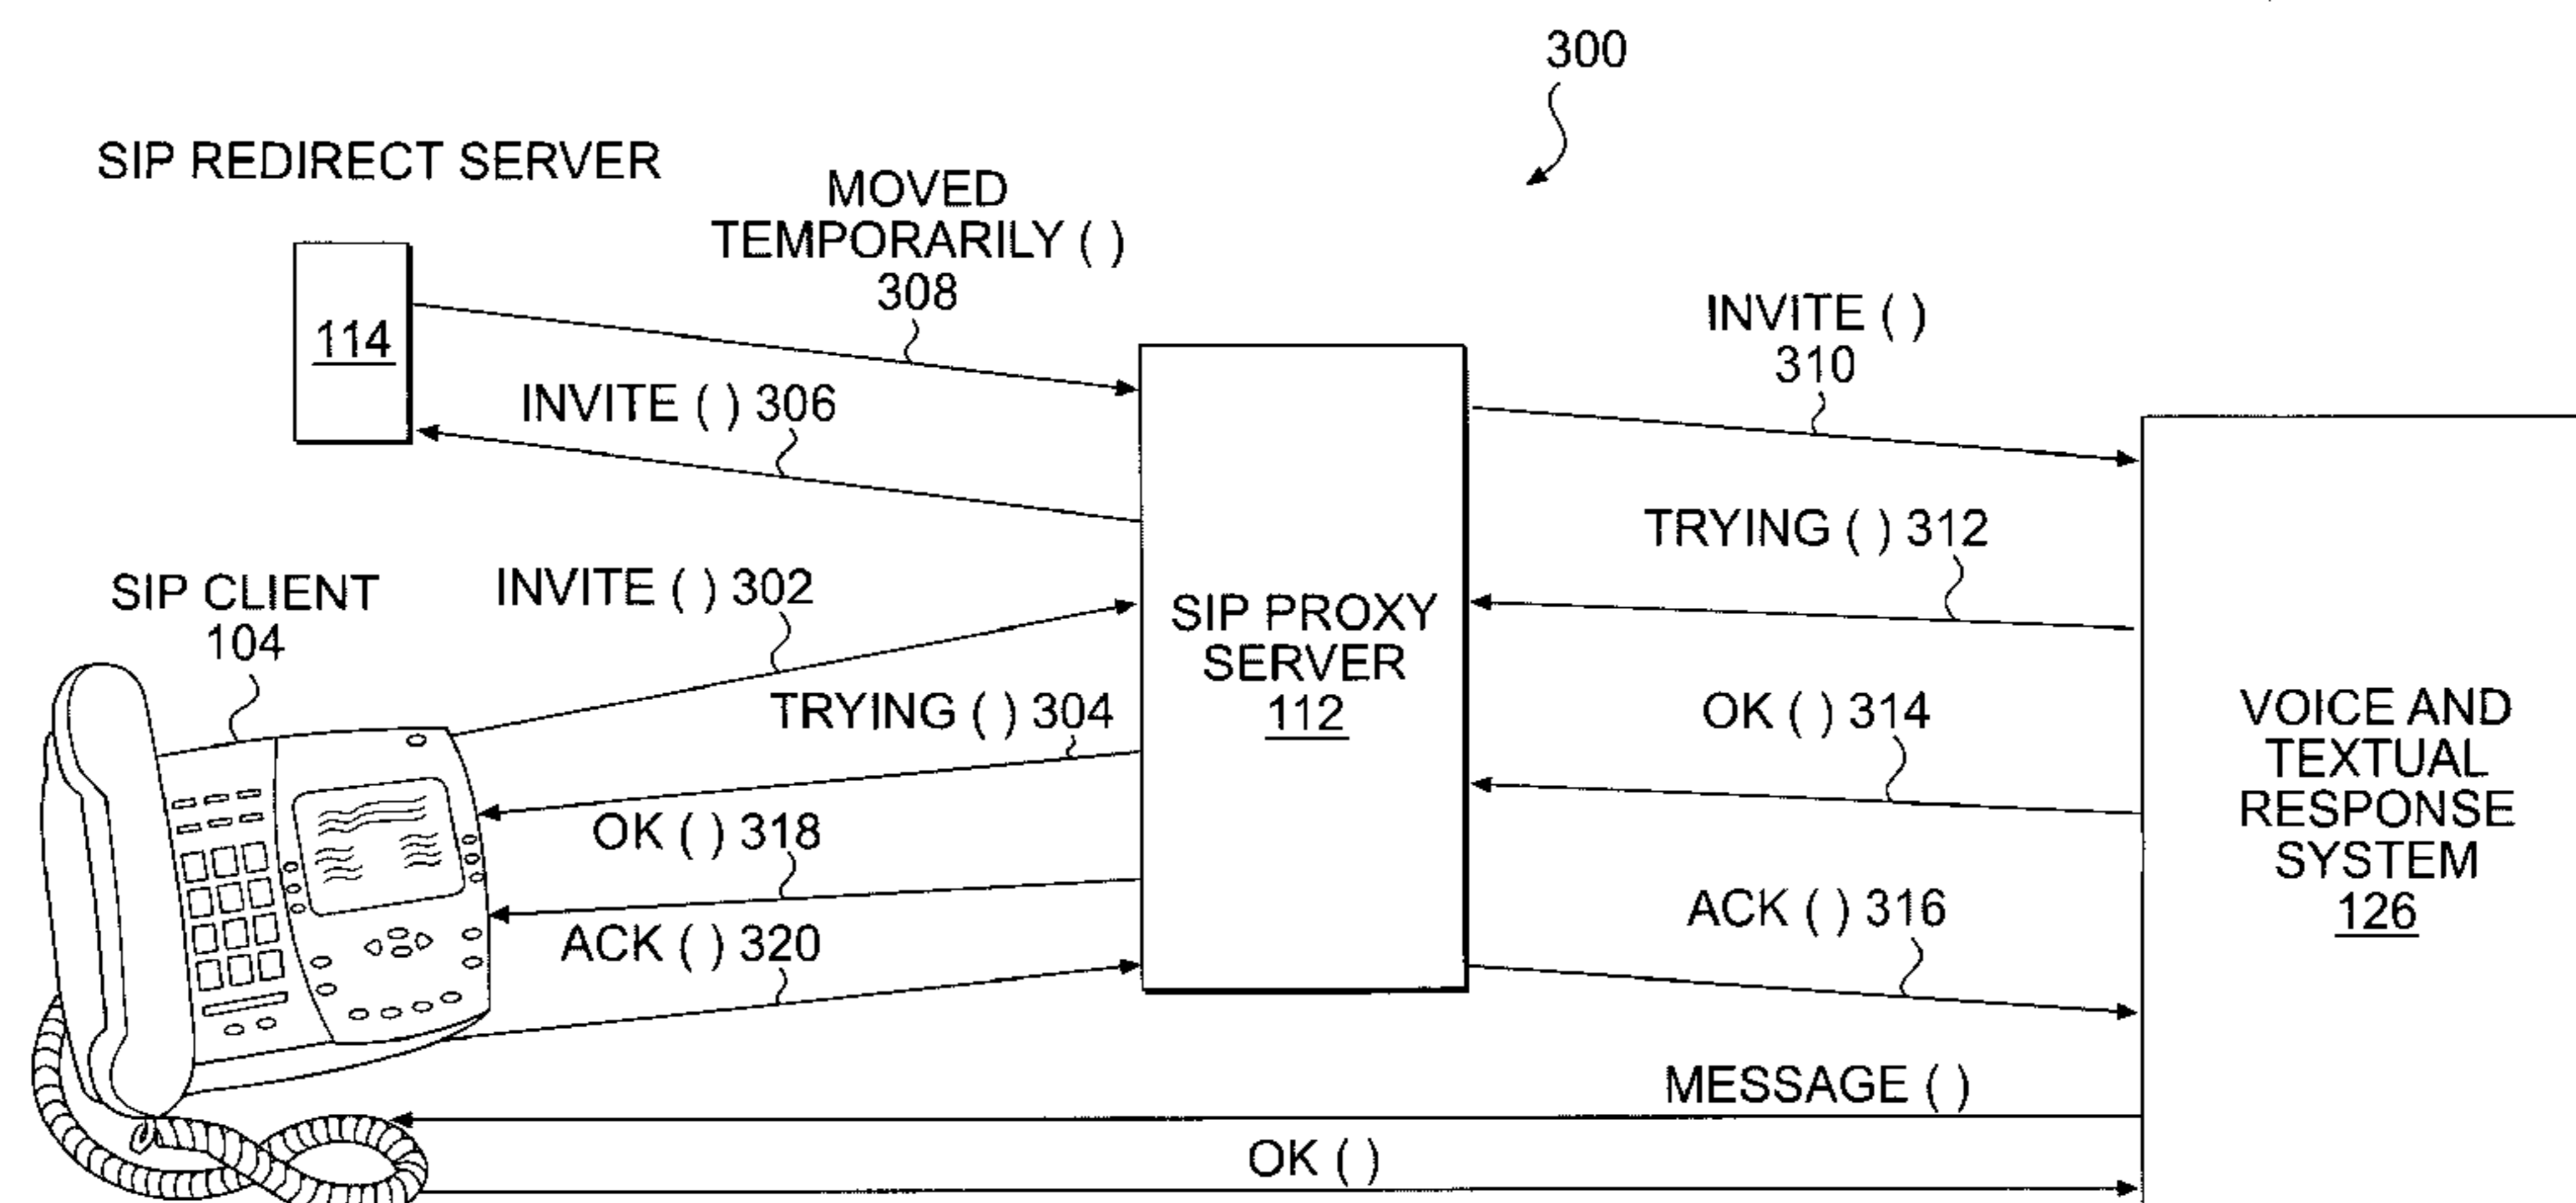 300
SIP REDIRECT SERVER
114
MOVED
TEMPORARILY ( )
308
INVITE ( ) 306
INVITE ( )
310
TRYING ( ) 312
SIP CLIENT
104
INVITE ( ) 302
TRYING ( ) 304
OK ( ) 318
ACK ( ) 320
SIP PROXY
SERVER
112
OK ( ) 314
ACK ( ) 316
VOICE AND
TEXTUAL
RESPONSE
SYSTEM
126
MESSAGE ( )
OK ( )